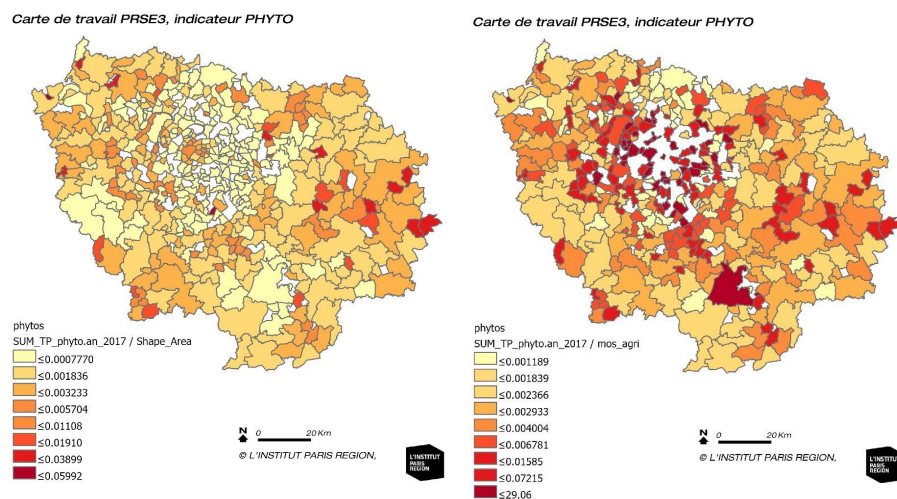 Carte de travail PRSE3, indicateur PHYTO
phytos
SUM_TP_phyto.an_2017 / Shape_Area
≤0.0007770
≤0.001836
≤0.003233
≤0.005704
≤0.01108
≤0.01910
≤0.03899
≤0.05992
N 0 20 Km
© L'INSTITUT PARIS REGION,
L'INSTITUT
PARIS
REGION
Carte de travail PRSE3, indicateur PHYTO
phytos
SUM_TP_phyto.an_2017 / mos_agri
≤0.001189
≤0.001839
≤0.002366
≤0.002933
≤0.004004
≤0.006781
≤0.01585
≤0.07215
≤29.06
N 0 20 Km
© L'INSTITUT PARIS REGION,
L'INSTITUT
PARIS
REGION